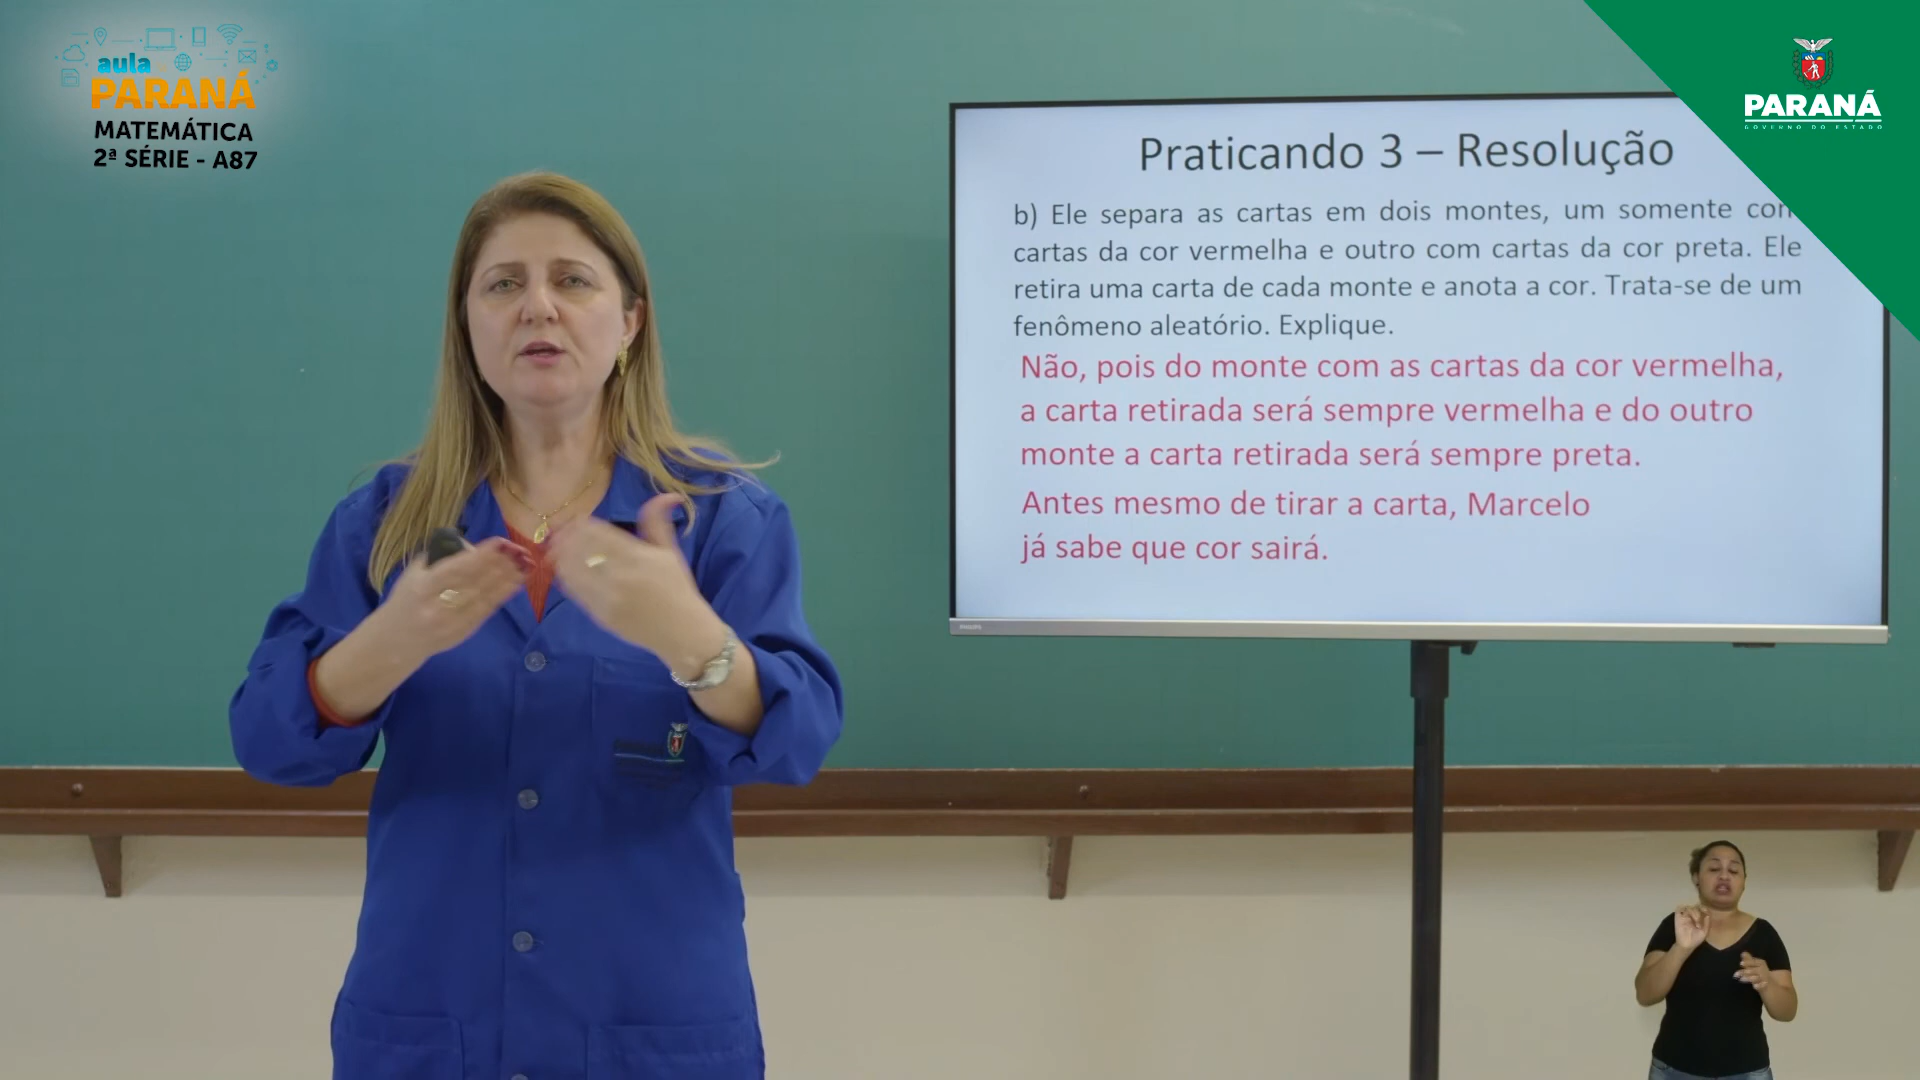 aula
PARANÁ
MATEMÁTICA
2ª SÉRIE - A87
PARANÁ
GOVERNO DO ESTADO
Praticando 3 – Resolução
b) Ele separa as cartas em dois montes, um somente com
cartas da cor vermelha e outro com cartas da cor preta. Ele
retira uma carta de cada monte e anota a cor. Trata-se de um
fenômeno aleatório. Explique.
Não, pois do monte com as cartas da cor vermelha,
a carta retirada será sempre vermelha e do outro
monte a carta retirada será sempre preta.
Antes mesmo de tirar a carta, Marcelo
já sabe que cor sairá.
PHILIPS